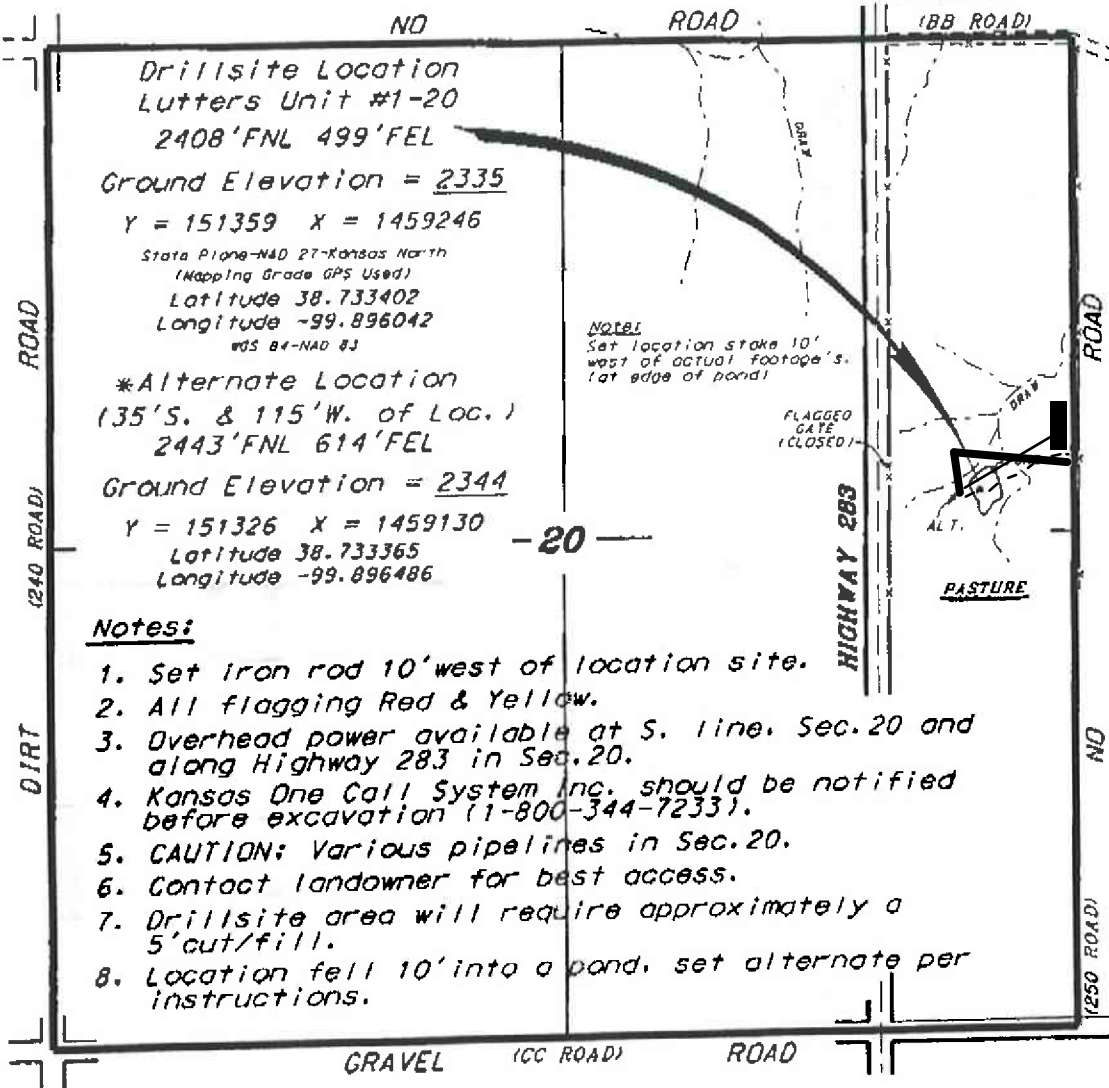 NO ROAD (BB ROAD)
Drillsite Location
Lutters Unit #1-20
2408'FNL 499'FEL
Ground Elevation = 2335
Y = 151359 X = 1459246
State Plane-NAD 27-Kansas North
(Mapping Grade GPS Used)
Latitude 38.733402
Longitude -99.896042
WGS 84-NAD 83
*Alternate Location
(35'S. & 115'W. of Loc.)
2443'FNL 614'FEL
Ground Elevation = 2344
Y = 151326 X = 1459130
Latitude 38.733365
Longitude -99.896486
DRAW
Note:
Set location stake 10'
west of actual footage's.
(at edge of pond)
FLAGGED
GATE
(CLOSED)
DRAW
ALT.
-20
PASTURE
HIGHWAY 283
DIRT (240 ROAD) ROAD
NO ROAD
(250 ROAD)
Notes:
1. Set iron rod 10'west of location site.
2. All flagging Red & Yellow.
3. Overhead power available at S. line. Sec.20 and
along Highway 283 in Sec.20.
4. Kansas One Call System Inc. should be notified
before excavation (1-800-344-7233).
5. CAUTION: Various pipelines in Sec.20.
6. Contact landowner for best access.
7. Drillsite area will require approximately a
5'cut/fill.
8. Location fell 10'into a pond. set alternate per
instructions.
GRAVEL (CC ROAD) ROAD